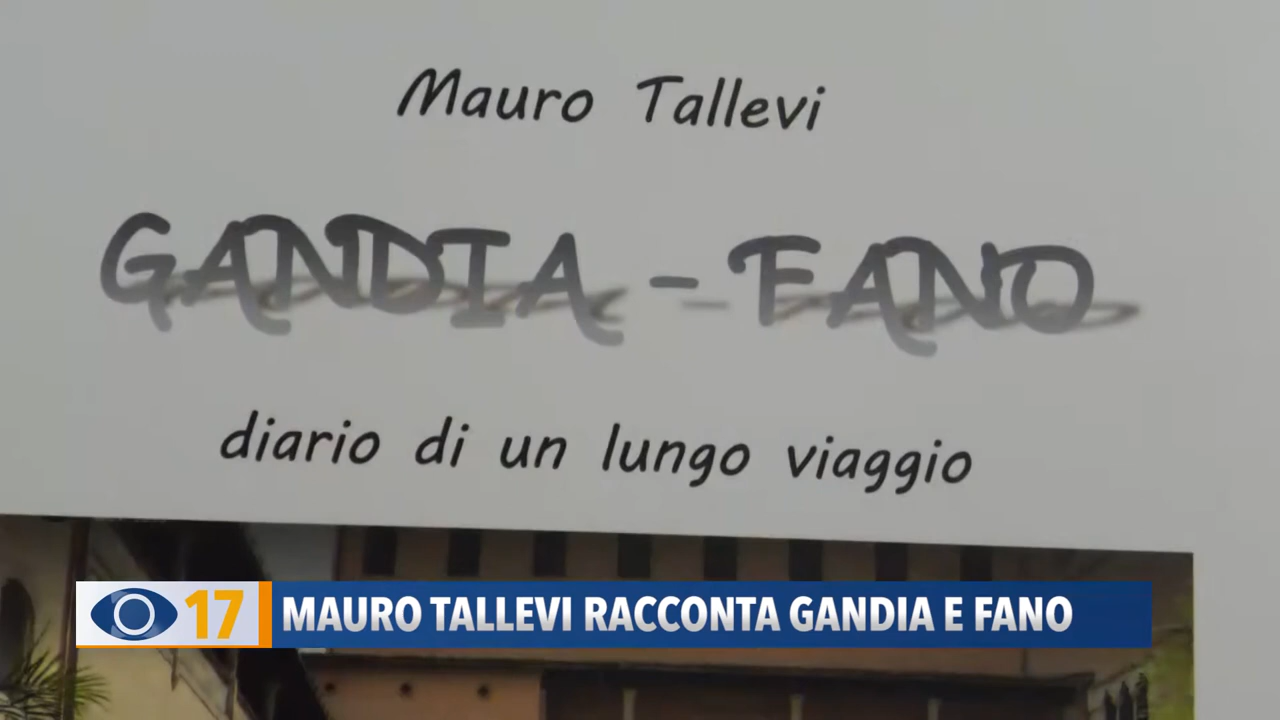 Mauro Tallevi
GANDIA - FANO
diario di un lungo viaggio
17
MAURO TALLEVI RACCONTA GANDIA E FANO